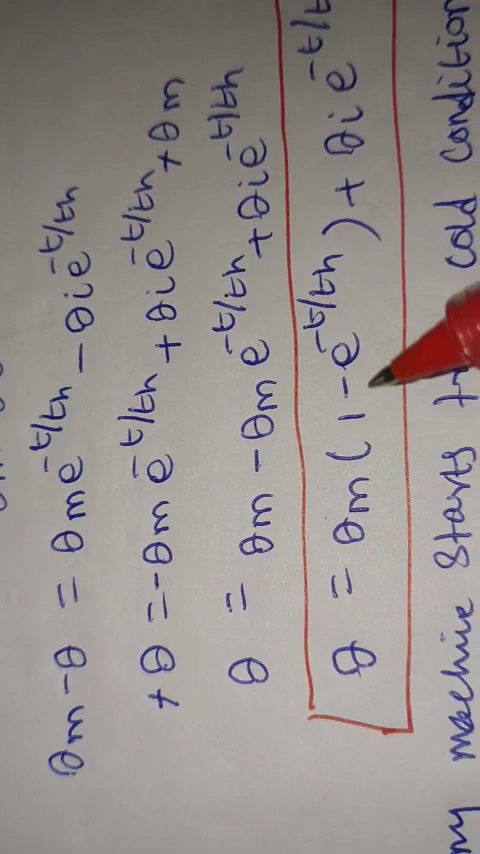 θm - θ = θm e^-t/th - θi e^-t/th
+ θ = - θm e^-t/th + θi e^-t/th + θm
θ = θm - θm e^-t/th + θi e^-t/th
θ = θm (1 - e^-t/th) + θi e^-t/t
my machine starts cold condition